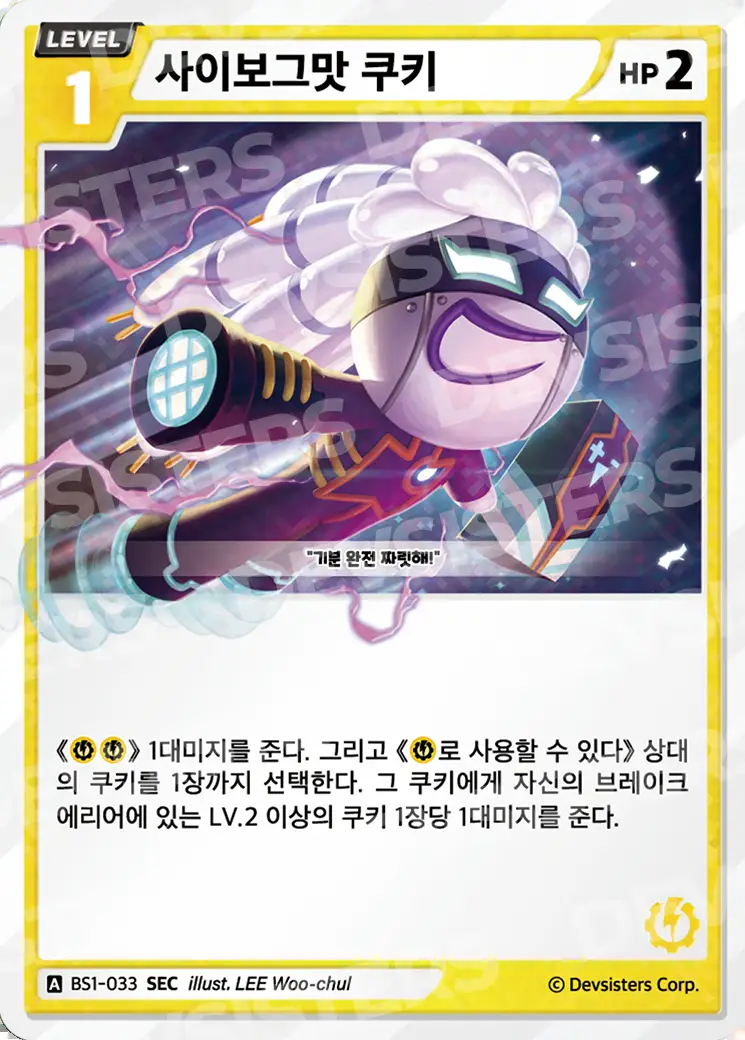 LEVEL
1
사이보그맛 쿠키
HP 2
"기분 완전 짜릿해!"
《 》 1대미지를 준다. 그리고 《 로 사용할 수 있다》 상대
의 쿠키를 1장까지 선택한다. 그 쿠키에게 자신의 브레이크
에리어에 있는 LV.2 이상의 쿠키 1장당 1대미지를 준다.
A BS1-033 SEC illust. LEE Woo-chul
© Devsisters Corp.
DEVSISTERS